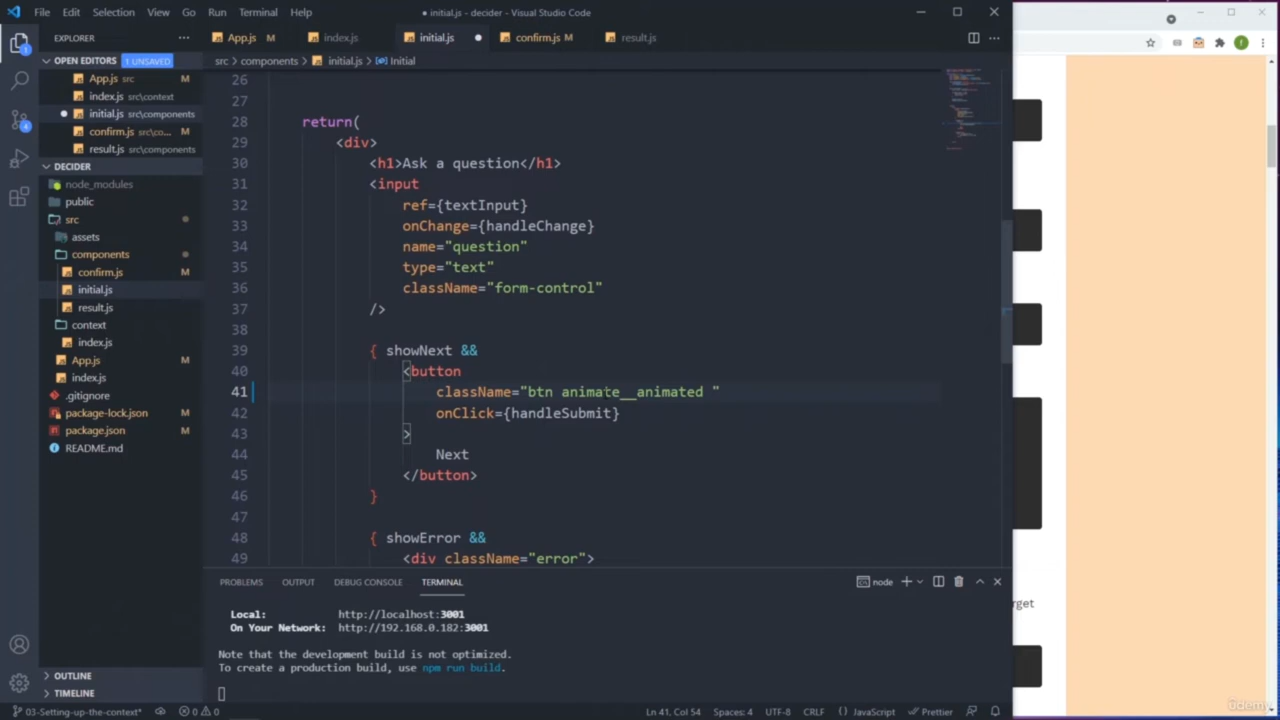 File Edit Selection View Go Run Terminal Help
● initial.js - decider - Visual Studio Code
EXPLORER
OPEN EDITORS 1 UNSAVED
App.js src M
index.js src\context
initial.js src\components
confirm.js src\co... M
result.js src\components
DECIDER
node_modules
public
src
assets
components
confirm.js M
initial.js
result.js
context
index.js
App.js M
index.js
.gitignore
package-lock.json M
package.json M
README.md
OUTLINE
TIMELINE
App.js M index.js initial.js confirm.js M result.js
src > components > initial.js > Initial
26
27
28 return(
29 <div>
30 <h1>Ask a question</h1>
31 <input
32 ref={textInput}
33 onChange={handleChange}
34 name="question"
35 type="text"
36 className="form-control"
37 />
38
39 { showNext &&
40 <button
41 className="btn animate__animated "
42 onClick={handleSubmit}
43 >
44 Next
45 </button>
46 }
47
48 { showError &&
49 <div className="error">
PROBLEMS OUTPUT DEBUG CONSOLE TERMINAL
node
Local: http://localhost:3001
On Your Network: http://192.168.0.182:3001
Note that the development build is not optimized.
To create a production build, use npm run build.
03-Setting-up-the-context* 0 0 Ln 41, Col 54 Spaces: 4 UTF-8 CRLF {} JavaScript Prettier
rget
udemy